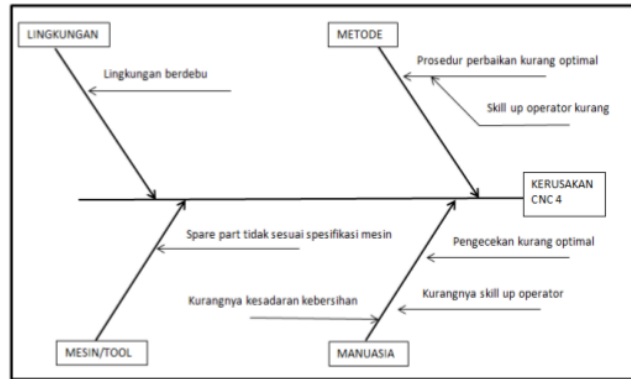 LINGKUNGAN
METODE
Lingkungan berdebu
Prosedur perbaikan kurang optimal
Skill up operator kurang
KERUSAKAN
CNC 4
Spare part tidak sesuai spesifikasi mesin
Pengecekan kurang optimal
Kurangnya kesadaran kebersihan
Kurangnya skill up operator
MESIN/TOOL
MANUASIA